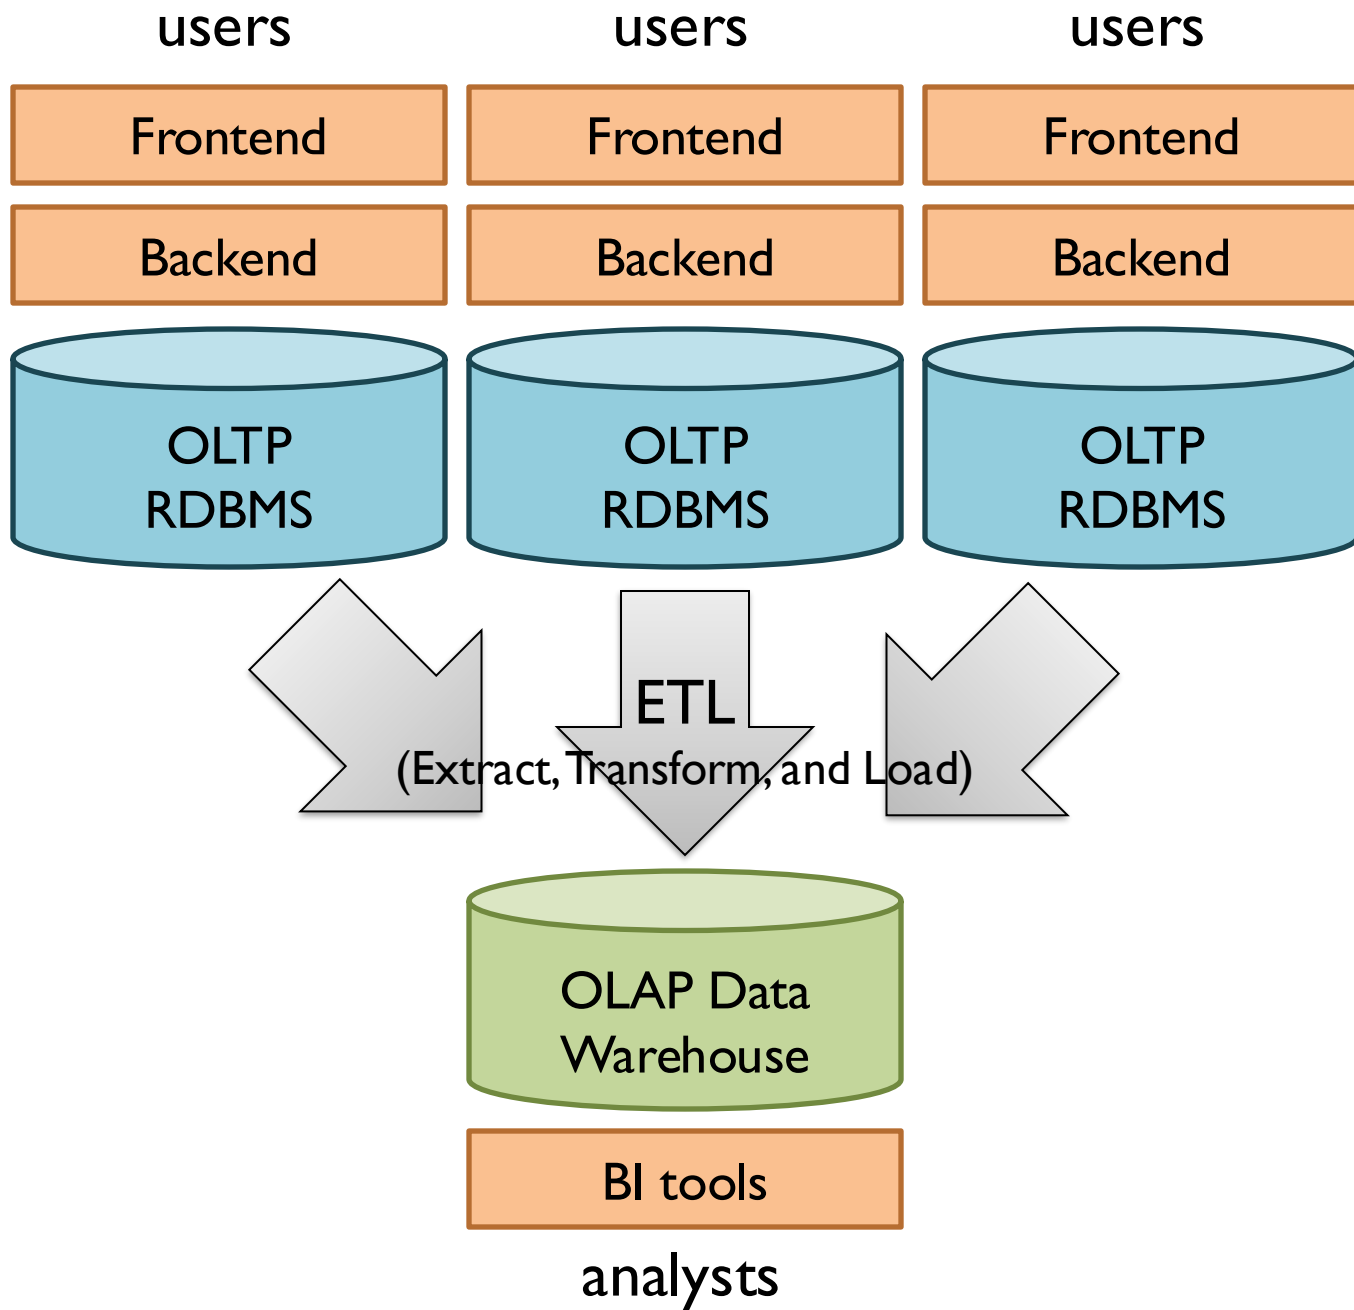 users users users
Frontend Frontend Frontend
Backend Backend Backend
OLTP OLTP OLTP
RDBMS RDBMS RDBMS
ETL
(Extract, Transform, and Load)
OLAP Data
Warehouse
BI tools
analysts